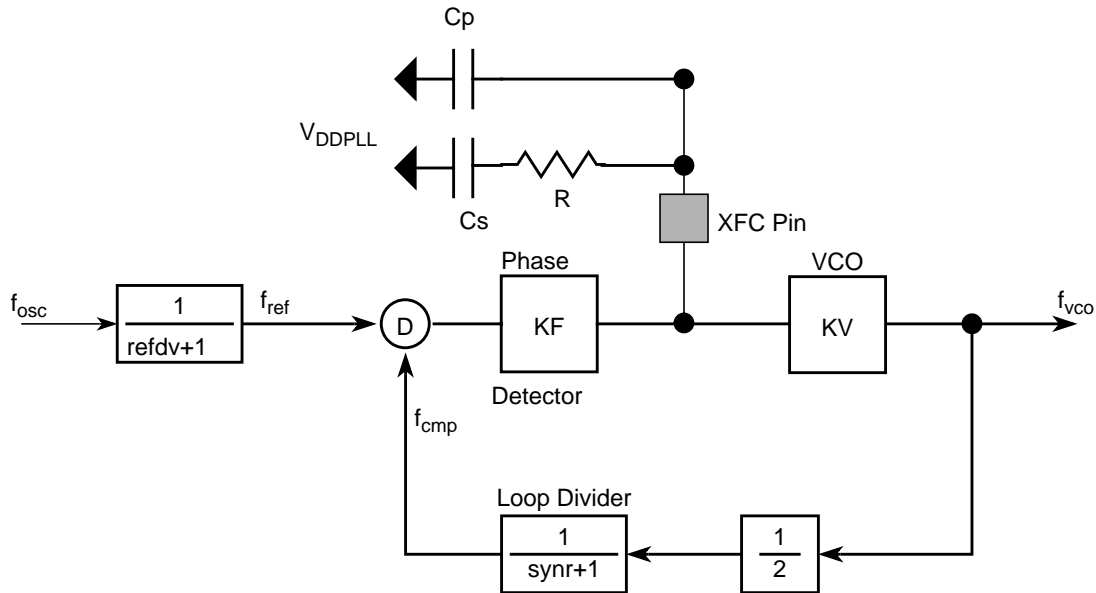 Cp
V_DDPLL
R
Cs
XFC Pin
Phase
VCO
f_osc
1
refdv+1
f_ref
D
KF
KV
f_vco
Detector
f_cmp
Loop Divider
1
synr+1
1
2